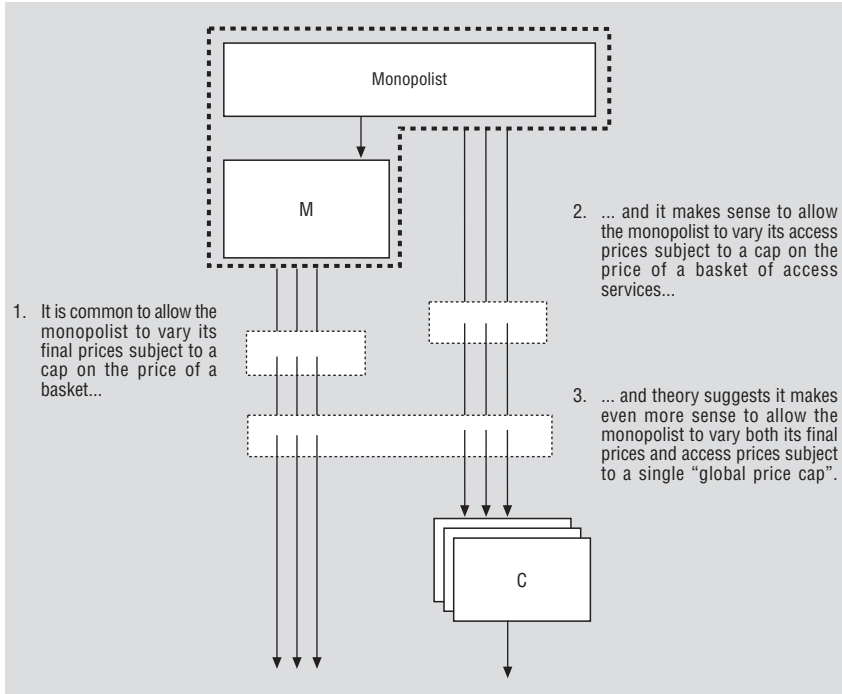 Monopolist
M
1. It is common to allow the
monopolist to vary its
final prices subject to a
cap on the price of a
basket...
2. ... and it makes sense to allow
the monopolist to vary its access
prices subject to a cap on the
price of a basket of access
services...
3. ... and theory suggests it makes
even more sense to allow the
monopolist to vary both its final
prices and access prices subject
to a single “global price cap”.
C